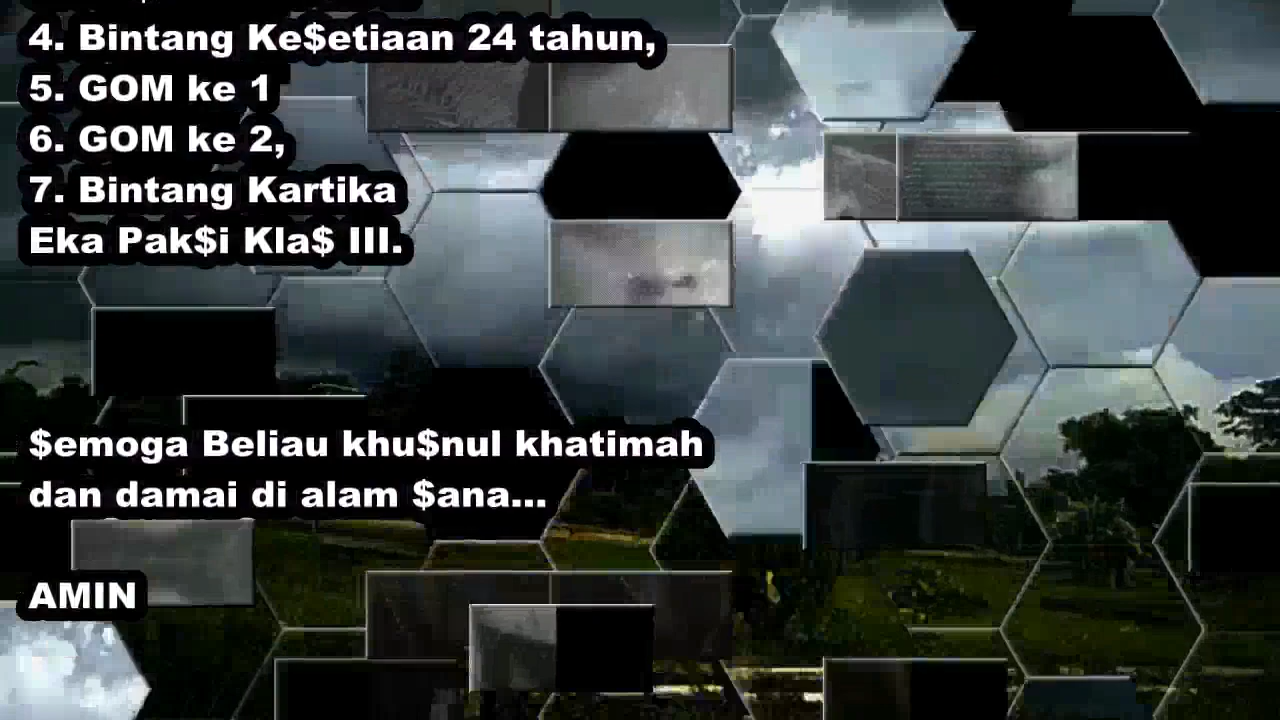 4. Bintang Ke$etiaan 24 tahun,
5. GOM ke 1
6. GOM ke 2,
7. Bintang Kartika
Eka Pak$i Kla$ III.
$emoga Beliau khu$nul khatimah
dan damai di alam $ana...
AMIN